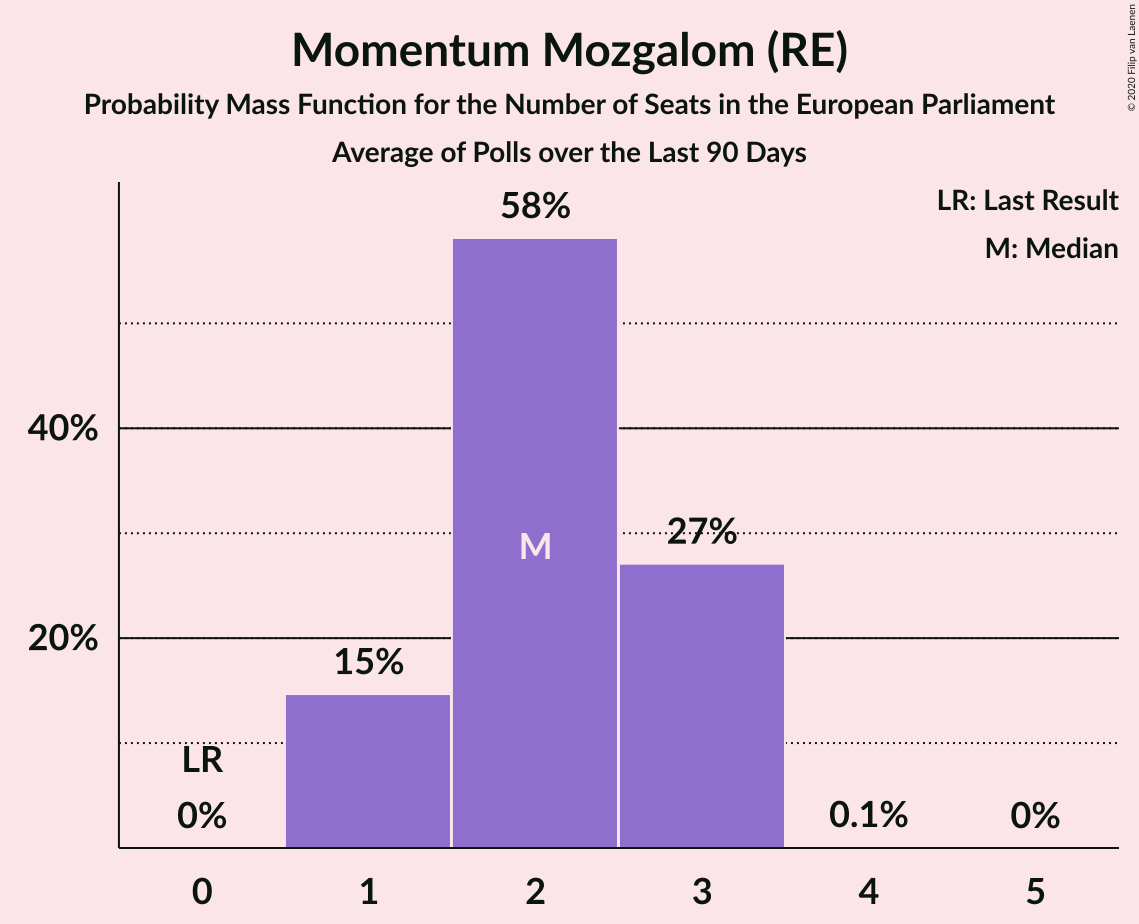 Momentum Mozgalom (RE)
Probability Mass Function for the Number of Seats in the European Parliament
Average of Polls over the Last 90 Days
© 2020 Filip van Laenen
LR: Last Result
M: Median
58%
40%
27%
M
20%
15%
LR
0%
0.1%
0%
0 1 2 3 4 5